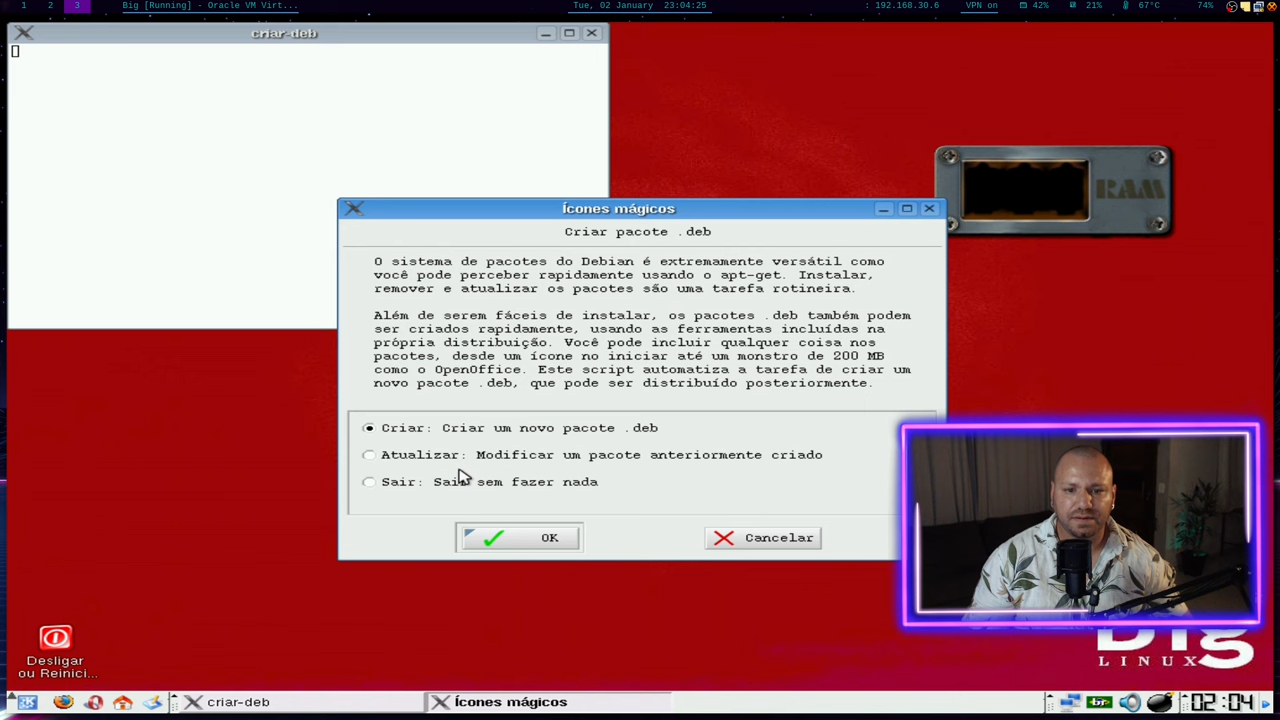 1 2 3 Big [Running] - Oracle VM Virt... Tue, 02 January 23:04:25 : 192.168.30.6 VPN on 42% 21% 67°C 74%
criar-deb
RAM
Ícones mágicos
Criar pacote .deb
O sistema de pacotes do Debian é extremamente versátil como
você pode perceber rapidamente usando o apt-get. Instalar,
remover e atualizar os pacotes são uma tarefa rotineira.
Além de serem fáceis de instalar, os pacotes .deb também podem
ser criados rapidamente, usando as ferramentas incluídas na
própria distribuição. Você pode incluir qualquer coisa nos
pacotes, desde um ícone no iniciar até um monstro de 200 MB
como o OpenOffice. Este script automatiza a tarefa de criar um
novo pacote .deb, que pode ser distribuído posteriormente.
Criar: Criar um novo pacote .deb
Atualizar: Modificar um pacote anteriormente criado
Sair: Sair sem fazer nada
OK Cancelar
Desligar
ou Reinici...
Big
LINUX
criar-deb Ícones mágicos br 02:04